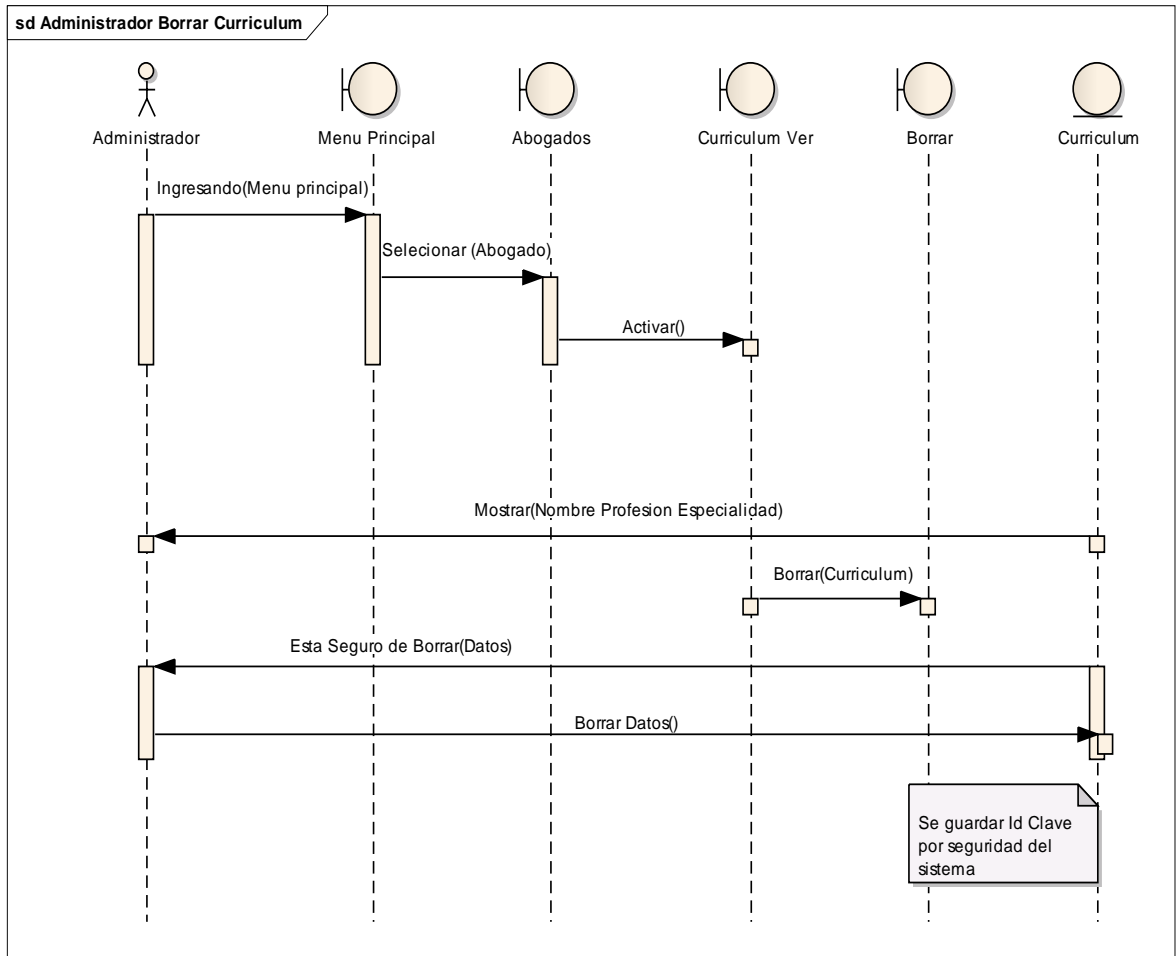 sd Administrador Borrar Curriculum
Administrador
Menu Principal
Abogados
Curriculum Ver
Borrar
Curriculum
Ingresando(Menu principal)
Selecionar (Abogado)
Activar()
Mostrar(Nombre Profesion Especialidad)
Borrar(Curriculum)
Esta Seguro de Borrar(Datos)
Borrar Datos()
Se guardar Id Clave
por seguridad del
sistema